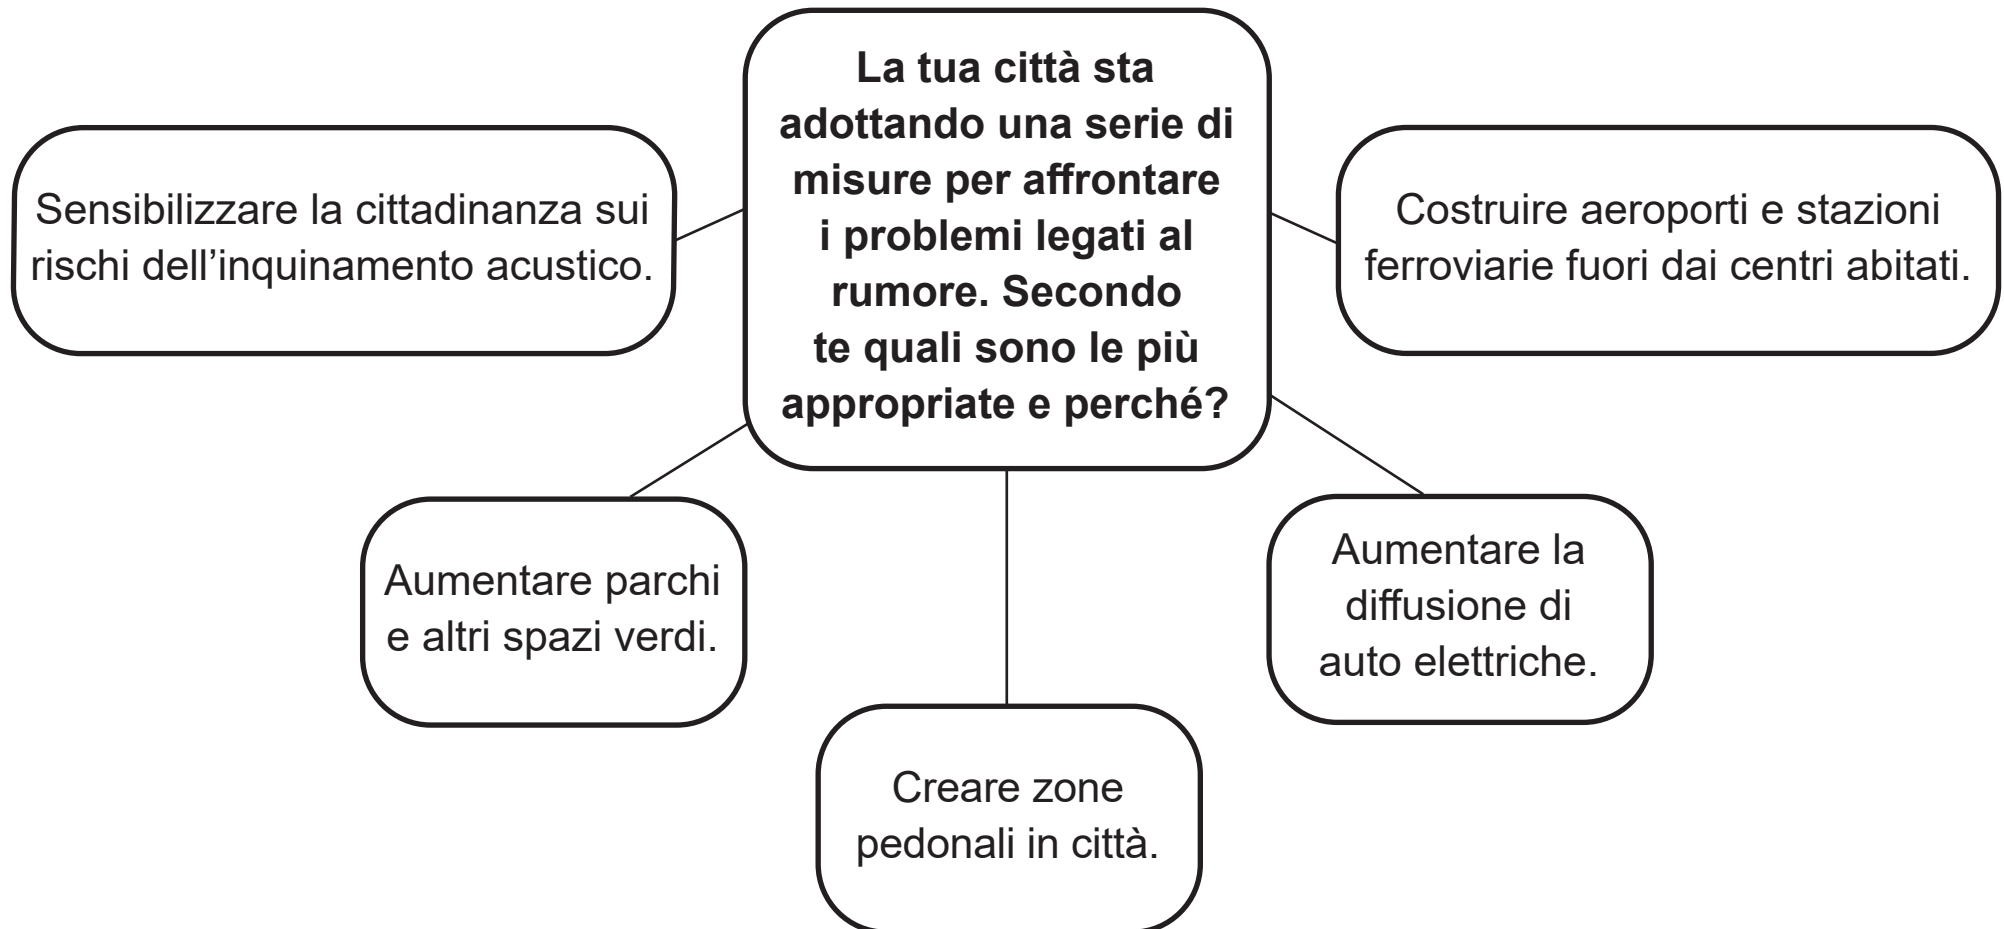 La tua città sta
adottando una serie di
misure per affrontare
i problemi legati al
rumore. Secondo
te quali sono le più
appropriate e perché?
Sensibilizzare la cittadinanza sui
rischi dell’inquinamento acustico.
Costruire aeroporti e stazioni
ferroviarie fuori dai centri abitati.
Aumentare parchi
e altri spazi verdi.
Aumentare la
diffusione di
auto elettriche.
Creare zone
pedonali in città.